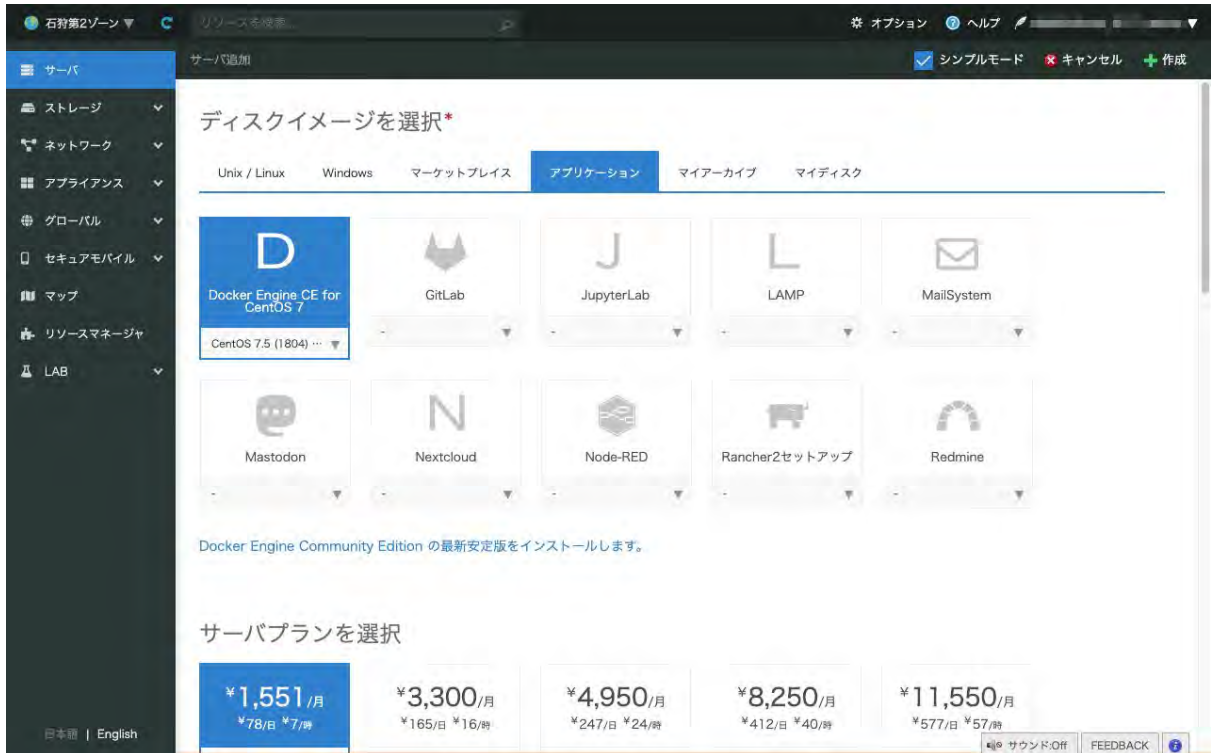 石狩第2ゾーン ▼
リソースを検索...
オプション
ヘルプ
サーバ
サーバ追加
シンプルモード
キャンセル
作成
ストレージ
ネットワーク
アプライアンス
グローバル
セキュアモバイル
マップ
リソースマネージャ
LAB
ディスクイメージを選択*
Unix / Linux Windows マーケットプレイス アプリケーション マイアーカイブ マイディスク
D J L
Docker Engine CE for
CentOS 7
GitLab JupyterLab LAMP MailSystem
CentOS 7.5 (1804) ... ▼
- ▼ - ▼ - ▼ - ▼
N
Mastodon Nextcloud Node-RED Rancher2セットアップ Redmine
- ▼ - ▼ - ▼ - ▼ - ▼
Docker Engine Community Edition の最新安定版をインストールします。
サーバプランを選択
¥1,551/月 ¥3,300/月 ¥4,950/月 ¥8,250/月 ¥11,550/月
¥78/日 ¥7/時 ¥165/日 ¥16/時 ¥247/日 ¥24/時 ¥412/日 ¥40/時 ¥577/日 ¥57/時
日本語 | English
サウンド:Off FEEDBACK